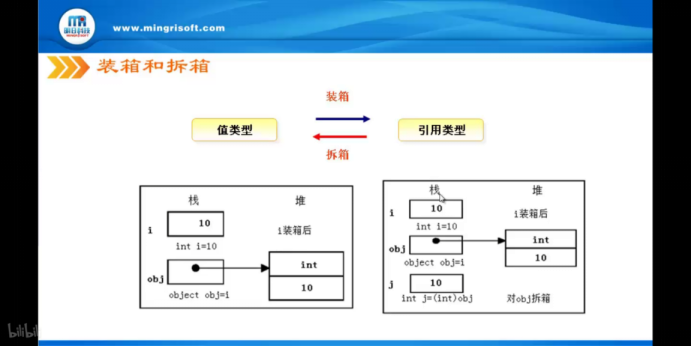 www.mingrisoft.com
装箱和拆箱
装箱
值类型
引用类型
拆箱
栈
堆
i
10
i装箱后
int i=10
obj
int
10
object obj=i
栈
堆
i
10
i装箱后
int i=10
obj
int
10
object obj=i
j
10
int j=(int)obj
对obj拆箱
bilibili